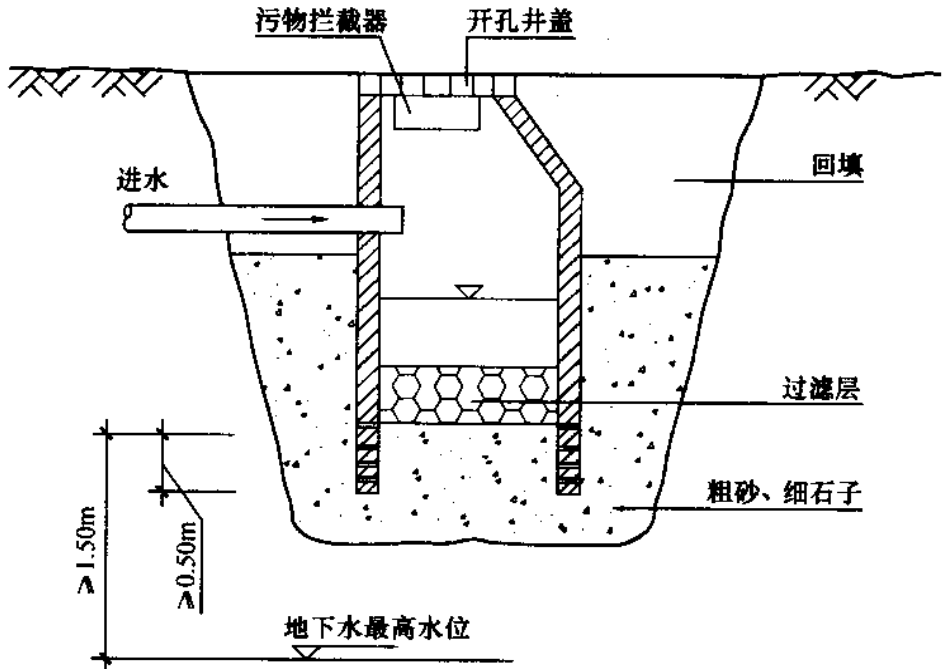 污物拦截器
开孔井盖
进水
回填
过滤层
粗砂、细石子
⩾1.50m
⩾0.50m
地下水最高水位